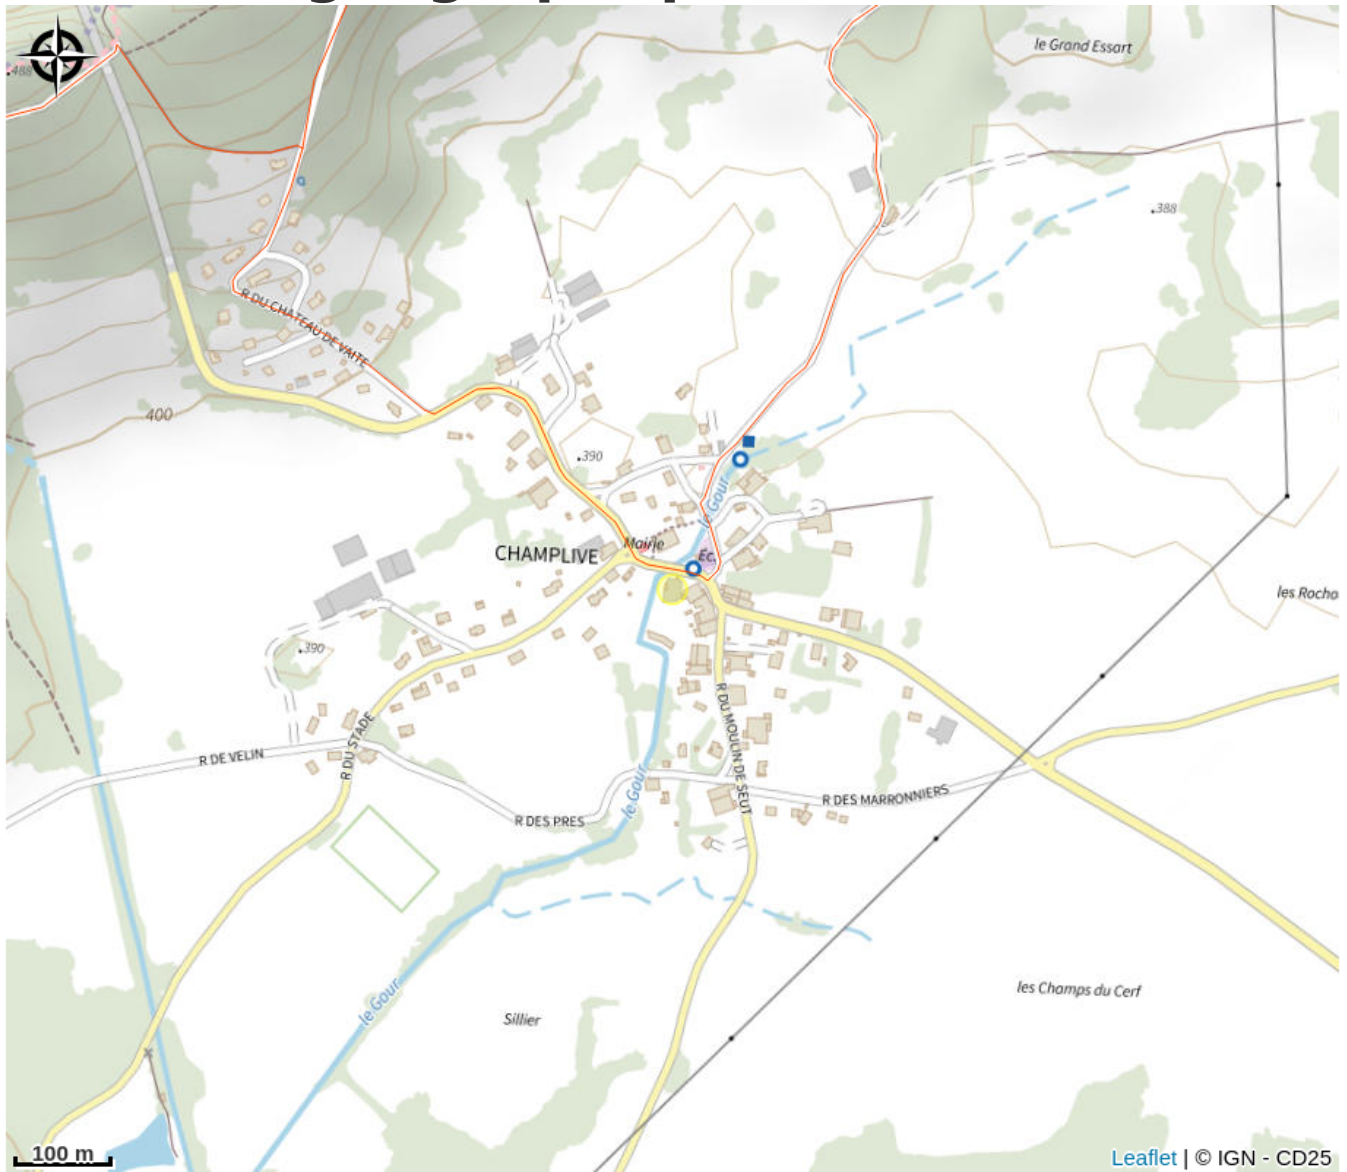 le Grand Essart
488
388
R DU CHATEAU DE VAITE
400
390
le Gour
CHAMPLIVE
Mairie
Ec.
les Rocho
390
R DU STADE
R DU MOULIN DE SEUT
R DE VELIN
le Gour
R DES PRES
R DES MARRONNIERS
le Gour
les Champs du Cerf
Sillier
100 m
Leaflet | © IGN - CD25